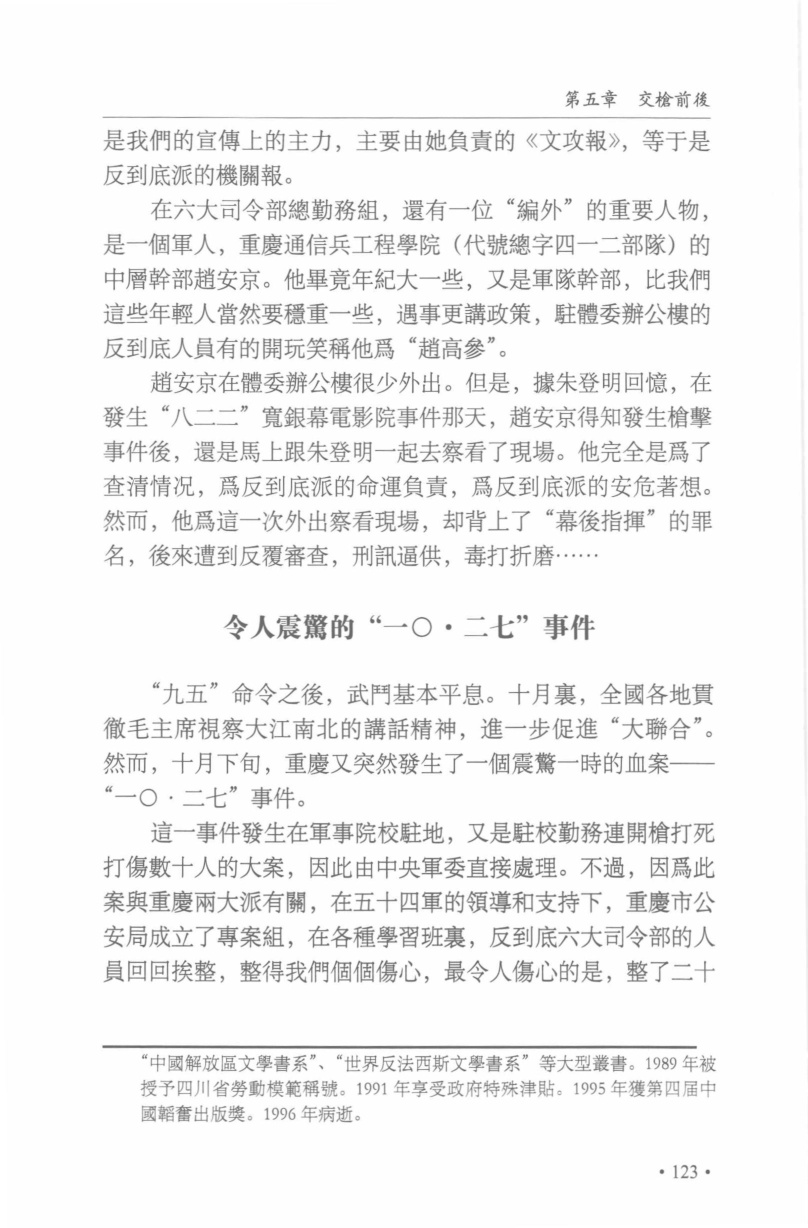 第五章　交槍前後
是我們的宣傳上的主力，主要由她負責的《文攻報》，等于是
反到底派的機關報。
在六大司令部總勤務組，還有一位“編外”的重要人物，
是一個軍人，重慶通信兵工程學院（代號總字四一二部隊）的
中層幹部趙安京。他畢竟年紀大一些，又是軍隊幹部，比我們
這些年輕人當然要穩重一些，遇事更講政策，駐體委辦公樓的
反到底人員有的開玩笑稱他爲“趙高參”。
趙安京在體委辦公樓很少外出。但是，據朱登明回憶，在
發生“八二二”寬銀幕電影院事件那天，趙安京得知發生槍擊
事件後，還是馬上跟朱登明一起去察看了現場。他完全是爲了
查清情况，爲反到底派的命運負責，爲反到底派的安危著想。
然而，他爲這一次外出察看現場，却背上了“幕後指揮”的罪
名，後來遭到反覆審查，刑訊逼供，毒打折磨……
令人震驚的“一〇·二七”事件
“九五”命令之後，武鬥基本平息。十月裏，全國各地貫
徹毛主席視察大江南北的講話精神，進一步促進“大聯合”。
然而，十月下旬，重慶又突然發生了一個震驚一時的血案——
“一〇·二七”事件。
這一事件發生在軍事院校駐地，又是駐校勤務連開槍打死
打傷數十人的大案，因此由中央軍委直接處理。不過，因爲此
案與重慶兩大派有關，在五十四軍的領導和支持下，重慶市公
安局成立了專案組，在各種學習班裏，反到底六大司令部的人
員回回挨整，整得我們個個傷心，最令人傷心的是，整了二十
“中國解放區文學書系”、“世界反法西斯文學書系”等大型叢書。1989 年被
授予四川省勞動模範稱號。1991 年享受政府特殊津貼。1995 年獲第四屆中
國韜奮出版獎。1996 年病逝。
·123·